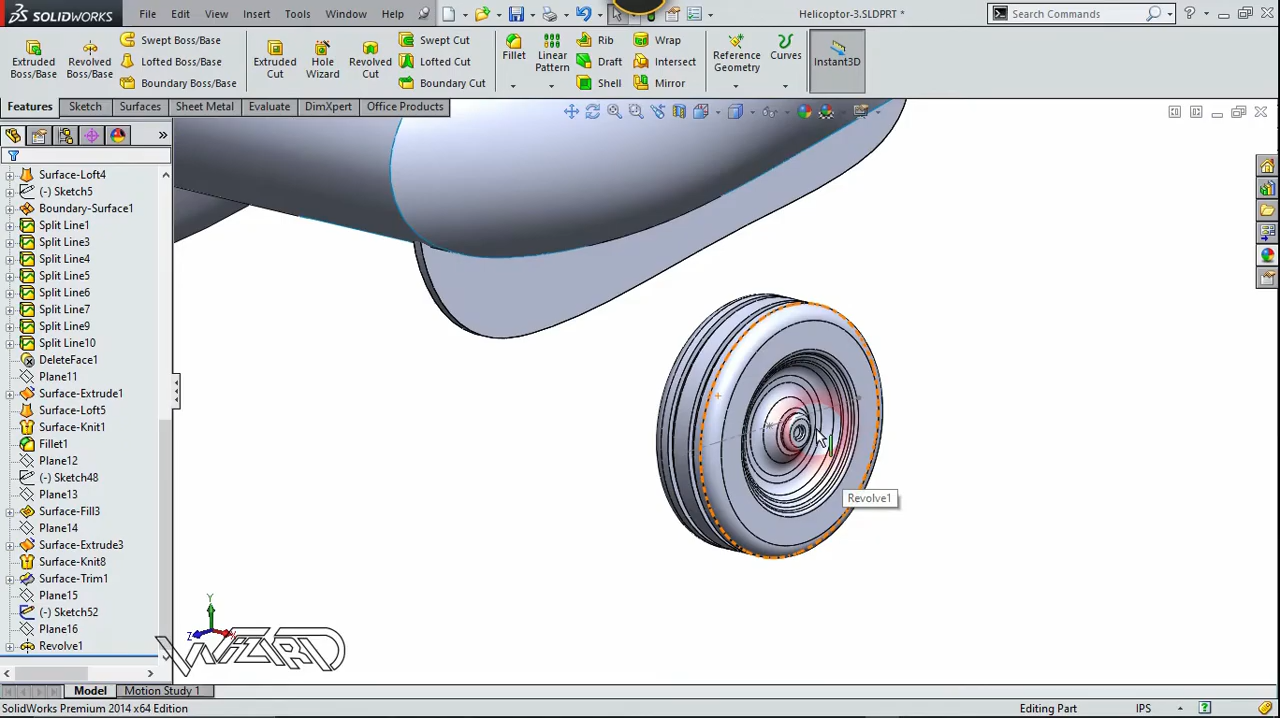 SOLIDWORKS File Edit View Insert Tools Window Help Helicoptor-3.SLDPRT * Search Commands
Extruded Boss/Base
Revolved Boss/Base
Swept Boss/Base
Lofted Boss/Base
Boundary Boss/Base
Extruded Cut
Hole Wizard
Revolved Cut
Swept Cut
Lofted Cut
Boundary Cut
Fillet
Linear Pattern
Rib
Draft
Shell
Wrap
Intersect
Mirror
Reference Geometry
Curves
Instant3D
Features Sketch Surfaces Sheet Metal Evaluate DimXpert Office Products
Surface-Loft4
(-) Sketch5
Boundary-Surface1
Split Line1
Split Line3
Split Line4
Split Line5
Split Line6
Split Line7
Split Line9
Split Line10
DeleteFace1
Plane11
Surface-Extrude1
Surface-Loft5
Surface-Knit1
Fillet1
Plane12
(-) Sketch48
Plane13
Surface-Fill3
Plane14
Surface-Extrude3
Surface-Knit8
Surface-Trim1
Plane15
(-) Sketch52
Plane16
Revolve1
Revolve1
Y
Z
WIZARD
Model Motion Study 1
SolidWorks Premium 2014 x64 Edition Editing Part IPS